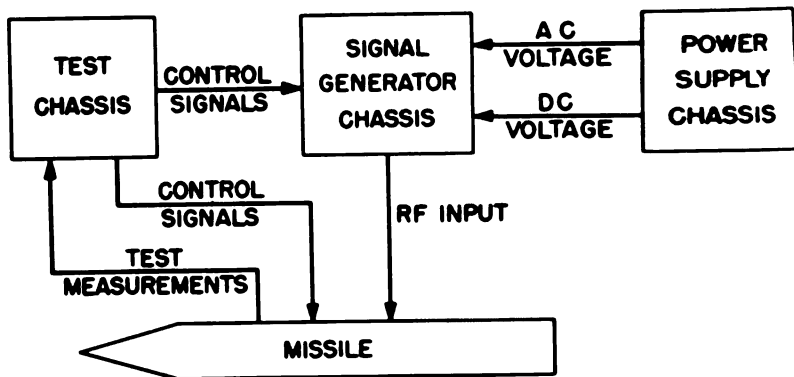 TEST
CHASSIS
CONTROL
SIGNALS
SIGNAL
GENERATOR
CHASSIS
AC
VOLTAGE
DC
VOLTAGE
POWER
SUPPLY
CHASSIS
CONTROL
SIGNALS
RF INPUT
TEST
MEASUREMENTS
MISSILE